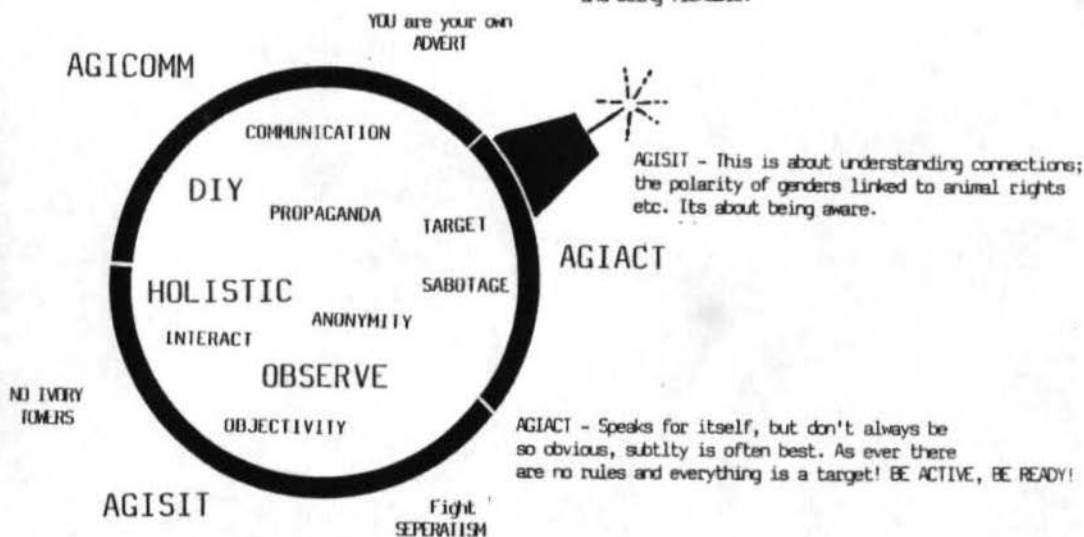 YOU are your own
ADVERT
AGICOMM
COMMUNICATION
DIY
PROPAGANDA
TARGET
AGISIT - This is about understanding connections;
the polarity of genders linked to animal rights
etc. Its about being aware.
AGIACT
HOLISTIC
SABOTAGE
ANONYMITY
INTERACT
OBSERVE
NO IVORY
TOWERS
OBJECTIVITY
AGIACT - Speaks for itself, but don't always be
so obvious, subtlty is often best. As ever there
are no rules and everything is a target! BE ACTIVE, BE READY!
AGISIT
Fight
SEPERATISM